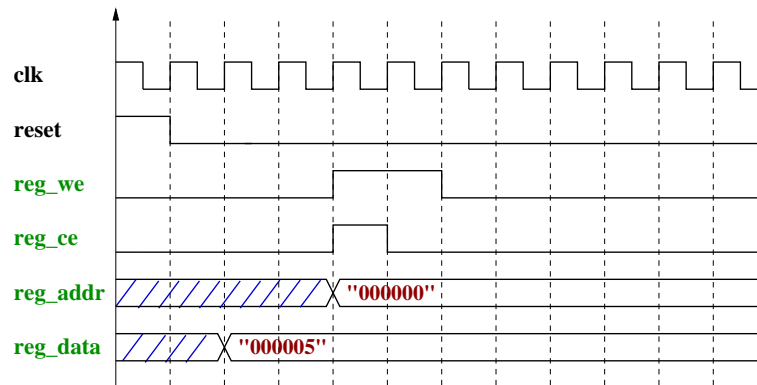 clk
reset
reg_we
reg_ce
reg_addr "000000"
reg_data "000005"